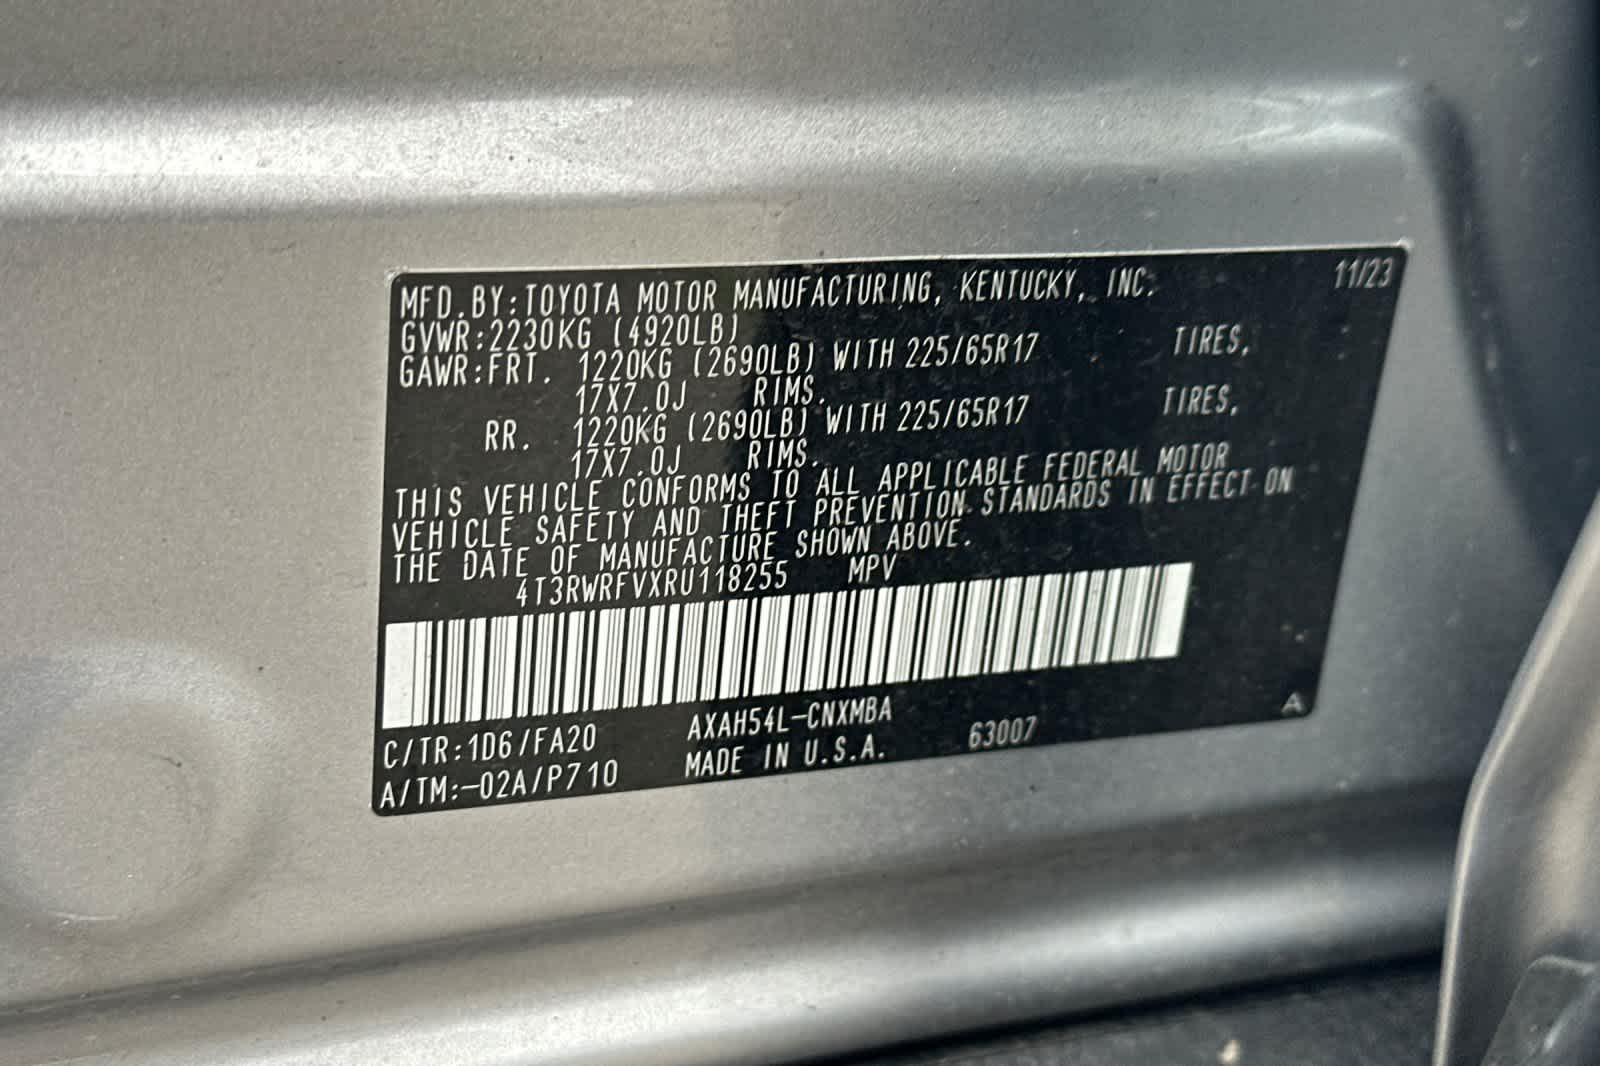 MFD.BY:TOYOTA MOTOR MANUFACTURING, KENTUCKY, INC. 11/23
GVWR:2230KG (4920LB)
GAWR:FRT. 1220KG (2690LB) WITH 225/65R17 TIRES,
17X7.0J RIMS.
RR. 1220KG (2690LB) WITH 225/65R17 TIRES,
17X7.0J RIMS.
THIS VEHICLE CONFORMS TO ALL APPLICABLE FEDERAL MOTOR
VEHICLE SAFETY AND THEFT PREVENTION STANDARDS IN EFFECT ON
THE DATE OF MANUFACTURE SHOWN ABOVE.
4T3RWRFVXRU118255 MPV
C/TR:1D6/FA20 AXAH54L-CNXMBA
A/TM:-02A/P710 MADE IN U.S.A. 63007 A